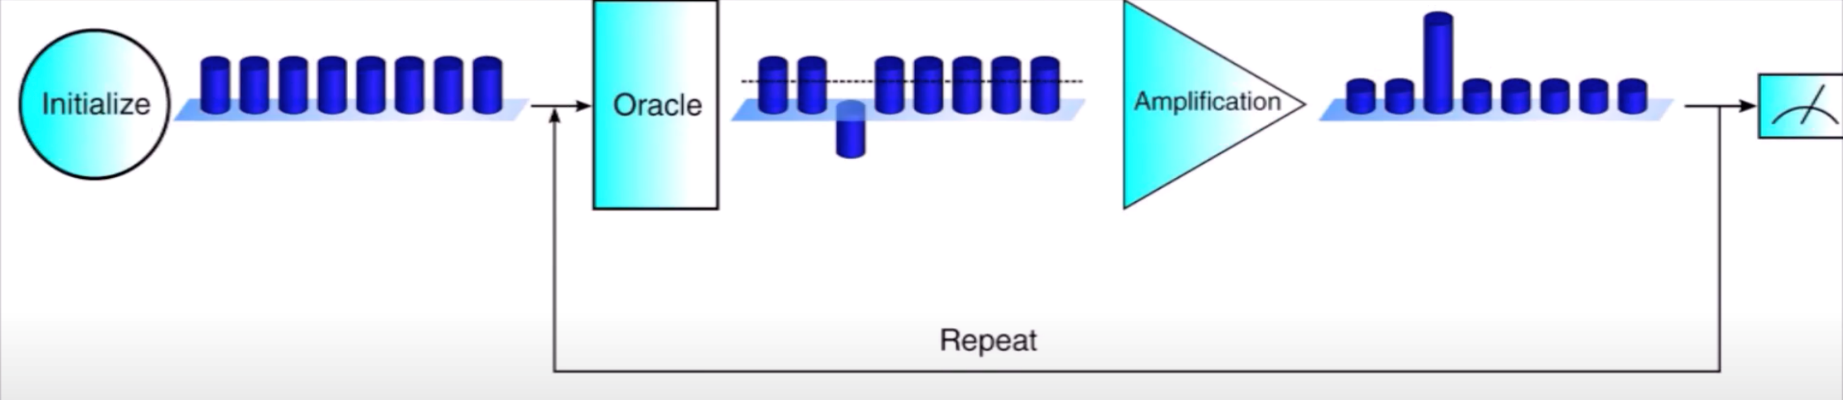 Initialize
Oracle
Amplification
Repeat